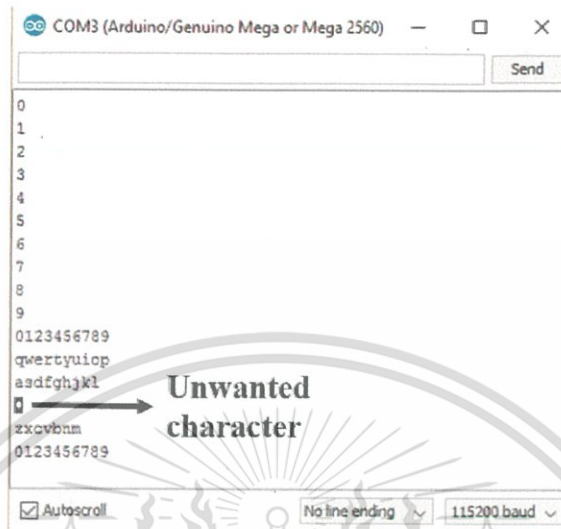 COM3 (Arduino/Genuino Mega or Mega 2560)
Send
0
1
2
3
4
5
6
7
8
9
0123456789
qwertyuiop
asdfghjkl
Unwanted
character
zxcvbnm
0123456789
Autoscroll
No line ending
115200 baud